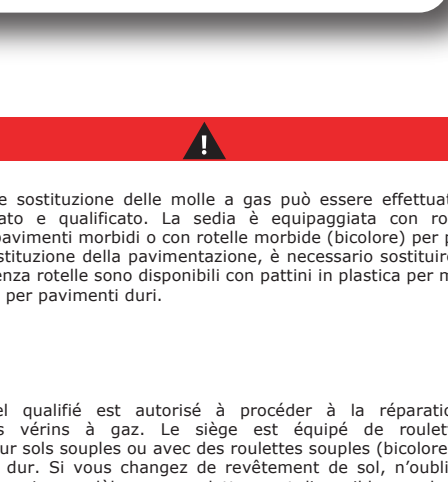 e sostituzione delle molle a gas può essere effettuat
ato e qualificato. La sedia è equipaggiata con ro
pavimenti morbidi o con rotelle morbide (bicolore) per p
stituzione della pavimentazione, è necessario sostituire
enza rotelle sono disponibili con pattini in plastica per m
per pavimenti duri.
el qualifié est autorisé à procéder à la réparatio
s vérins à gaz. Le siège est équipé de roulet
ur sols souples ou avec des roulettes souples (bicolore
dur. Si vous changez de revêtement de sol, n'oubli